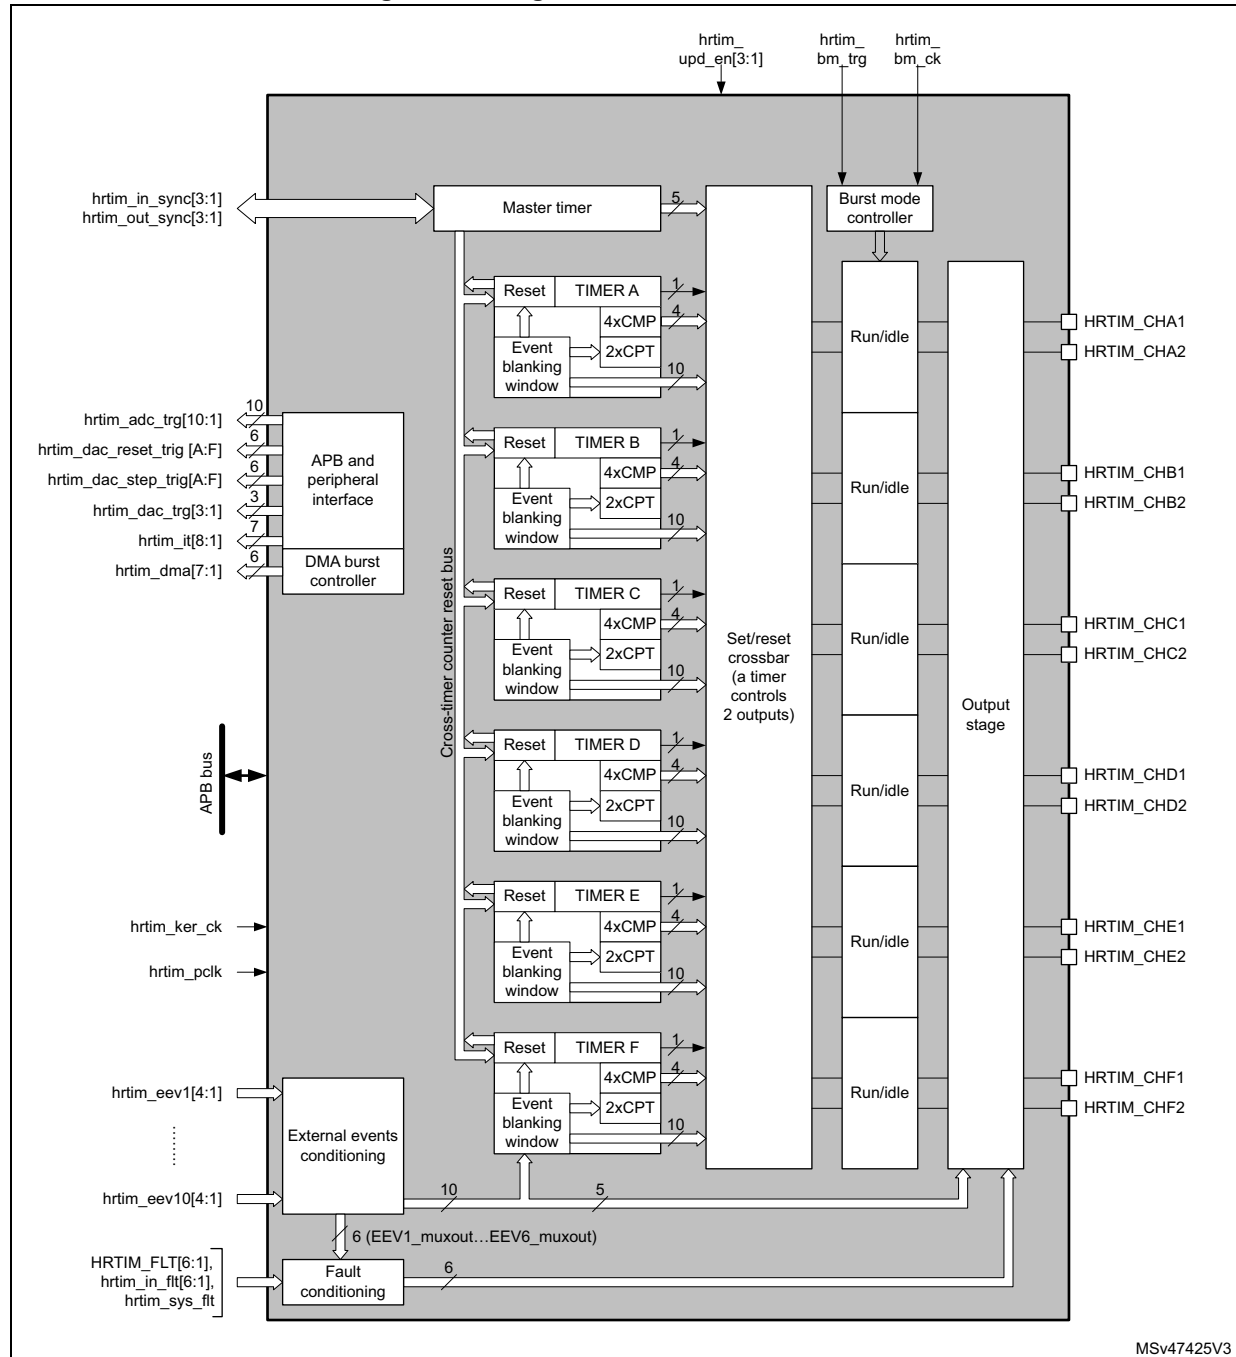 hrtim_
upd_en[3:1]
hrtim_
bm_trg
hrtim_
bm_ck
hrtim_in_sync[3:1]
hrtim_out_sync[3:1]
Master timer
5
Burst mode
controller
Reset
TIMER A
1
4xCMP
4
Event
blanking
window
2xCPT
10
Run/idle
HRTIM_CHA1
HRTIM_CHA2
hrtim_adc_trg[10:1]
10
hrtim_dac_reset_trig [A:F]
6
hrtim_dac_step_trig[A:F]
6
hrtim_dac_trg[3:1]
3
hrtim_it[8:1]
7
hrtim_dma[7:1]
6
APB and
peripheral
interface
DMA burst
controller
Reset
TIMER B
1
4xCMP
4
Event
blanking
window
2xCPT
10
Run/idle
HRTIM_CHB1
HRTIM_CHB2
Cross-timer counter reset bus
Reset
TIMER C
1
4xCMP
4
Event
blanking
window
2xCPT
10
Set/reset
crossbar
(a timer
controls
2 outputs)
Run/idle
Output
stage
HRTIM_CHC1
HRTIM_CHC2
APB bus
Reset
TIMER D
1
4xCMP
4
Event
blanking
window
2xCPT
10
Run/idle
HRTIM_CHD1
HRTIM_CHD2
hrtim_ker_ck
hrtim_pclk
Reset
TIMER E
1
4xCMP
4
Event
blanking
window
2xCPT
10
Run/idle
HRTIM_CHE1
HRTIM_CHE2
Reset
TIMER F
1
4xCMP
4
Event
blanking
window
2xCPT
10
Run/idle
HRTIM_CHF1
HRTIM_CHF2
hrtim_eev1[4:1]
hrtim_eev10[4:1]
External events
conditioning
10
5
6 (EEV1_muxout…EEV6_muxout)
HRTIM_FLT[6:1],
hrtim_in_flt[6:1],
hrtim_sys_flt
Fault
conditioning
6
MSv47425V3